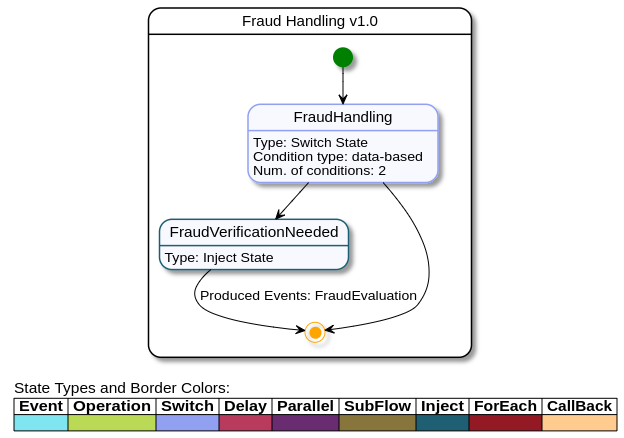 Fraud Handling v1.0
FraudHandling
Type: Switch State
Condition type: data-based
Num. of conditions: 2
FraudVerificationNeeded
Type: Inject State
Produced Events: FraudEvaluation
State Types and Border Colors:
Event Operation Switch Delay Parallel SubFlow Inject ForEach CallBack